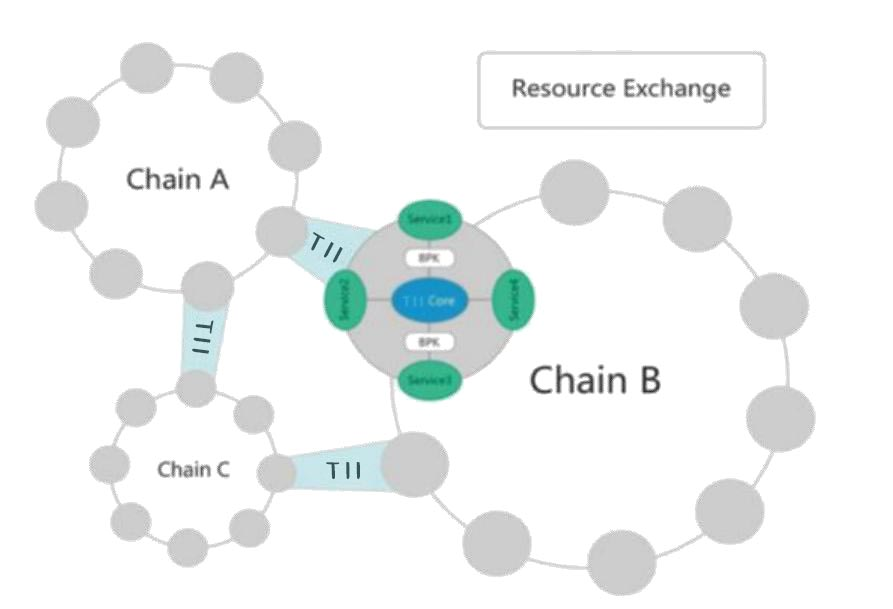 Resource Exchange
Chain A
TII
Service1
BPK
Service2
TII Core
Service4
BPK
Service3
Chain B
TII
Chain C
TII